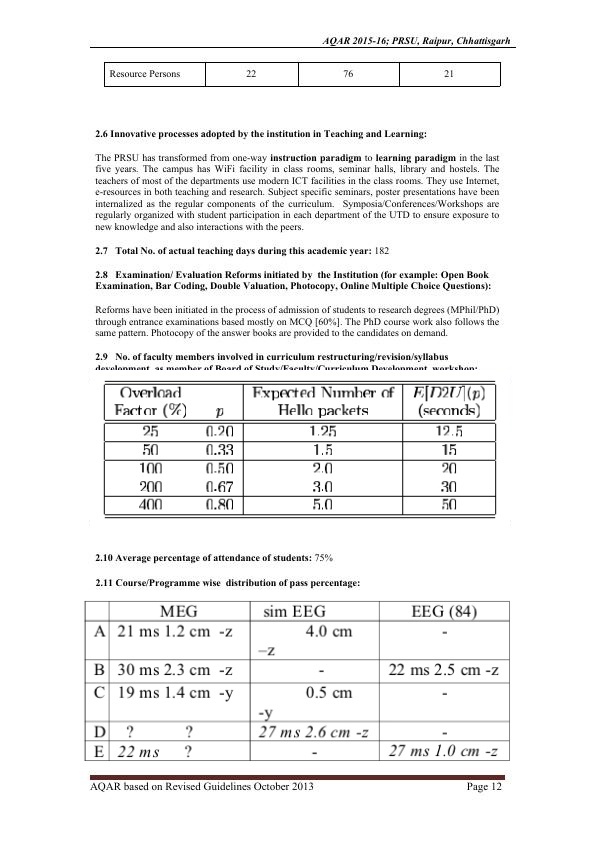 AQAR 2015-16; PRSU, Raipur, Chhattisgarh
Resource Persons 22 76 21
2.6 Innovative processes adopted by the institution in Teaching and Learning:
The PRSU has transformed from one-way instruction paradigm to learning paradigm in the last
five years. The campus has WiFi facility in class rooms, seminar halls, library and hostels. The
teachers of most of the departments use modern ICT facilities in the class rooms. They use Internet,
e-resources in both teaching and research. Subject specific seminars, poster presentations have been
internalized as the regular components of the curriculum. Symposia/Conferences/Workshops are
regularly organized with student participation in each department of the UTD to ensure exposure to
new knowledge and also interactions with the peers.
2.7 Total No. of actual teaching days during this academic year: 182
2.8 Examination/ Evaluation Reforms initiated by the Institution (for example: Open Book
Examination, Bar Coding, Double Valuation, Photocopy, Online Multiple Choice Questions):
Reforms have been initiated in the process of admission of students to research degrees (MPhil/PhD)
through entrance examinations based mostly on MCQ [60%]. The PhD course work also follows the
same pattern. Photocopy of the answer books are provided to the candidates on demand.
2.9 No. of faculty members involved in curriculum restructuring/revision/syllabus
development as member of Board of Study/Faculty/Curriculum Development workshop:
Overload Expected Number of E[D2U](p)
Factor (%) p Hello packets (seconds)
25 0.20 1.25 12.5
50 0.33 1.5 15
100 0.50 2.0 20
200 0.67 3.0 30
400 0.80 5.0 50
2.10 Average percentage of attendance of students: 75%
2.11 Course/Programme wise distribution of pass percentage:
MEG sim EEG EEG (84)
A 21 ms 1.2 cm -z 4.0 cm -
–z
B 30 ms 2.3 cm -z - 22 ms 2.5 cm -z
C 19 ms 1.4 cm -y 0.5 cm -
-y
D ? ? 27 ms 2.6 cm -z -
E 22 ms ? - 27 ms 1.0 cm -z
AQAR based on Revised Guidelines October 2013 Page 12